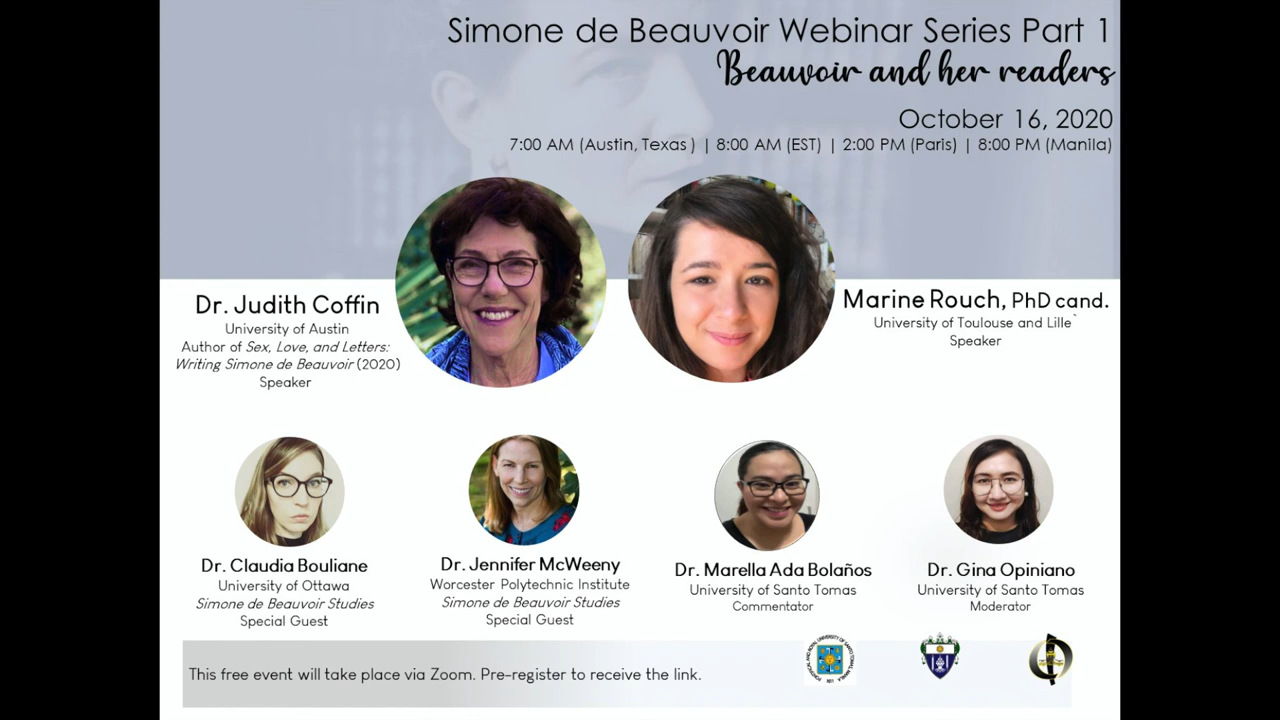 Simone de Beauvoir Webinar Series Part 1
Beauvoir and her readers
October 16, 2020
7:00 AM (Austin, Texas ) | 8:00 AM (EST) | 2:00 PM (Paris) | 8:00 PM (Manila)
Dr. Judith Coffin
University of Austin
Author of Sex, Love, and Letters:
Writing Simone de Beauvoir (2020)
Speaker
Marine Rouch, PhD cand.
University of Toulouse and Lille`
Speaker
Dr. Claudia Bouliane
University of Ottawa
Simone de Beauvoir Studies
Special Guest
Dr. Jennifer McWeeny
Worcester Polytechnic Institute
Simone de Beauvoir Studies
Special Guest
Dr. Marella Ada Bolaños
University of Santo Tomas
Commentator
Dr. Gina Opiniano
University of Santo Tomas
Moderator
This free event will take place via Zoom. Pre-register to receive the link.